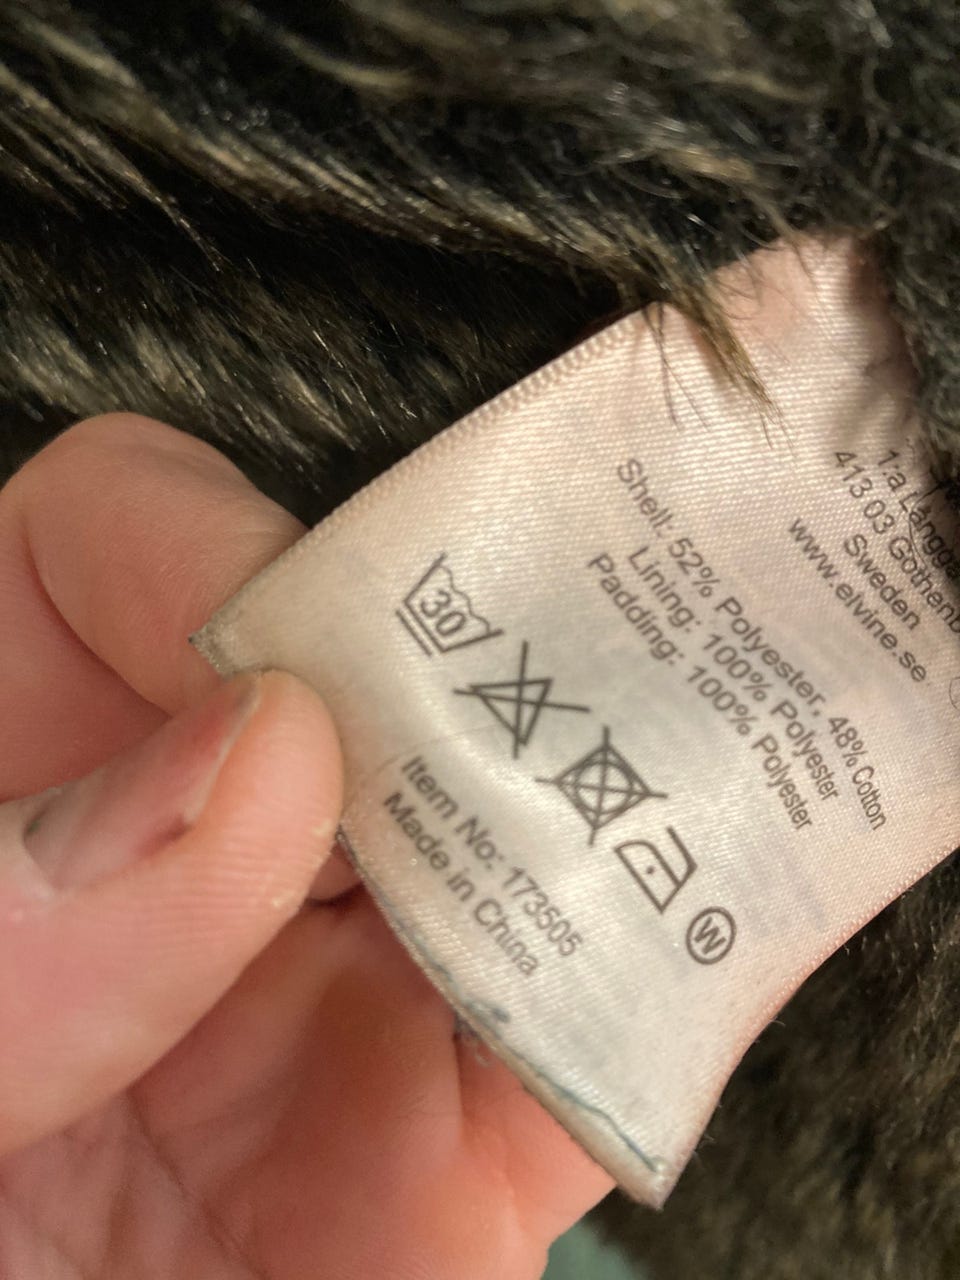 1:a
413 03
Sweden
www.elvine.se
Shell: 52% Polyester, 48% Cotton
Lining: 100% Polyester
Padding: 100% Polyester
30
W
Item No: 173505
Made in China